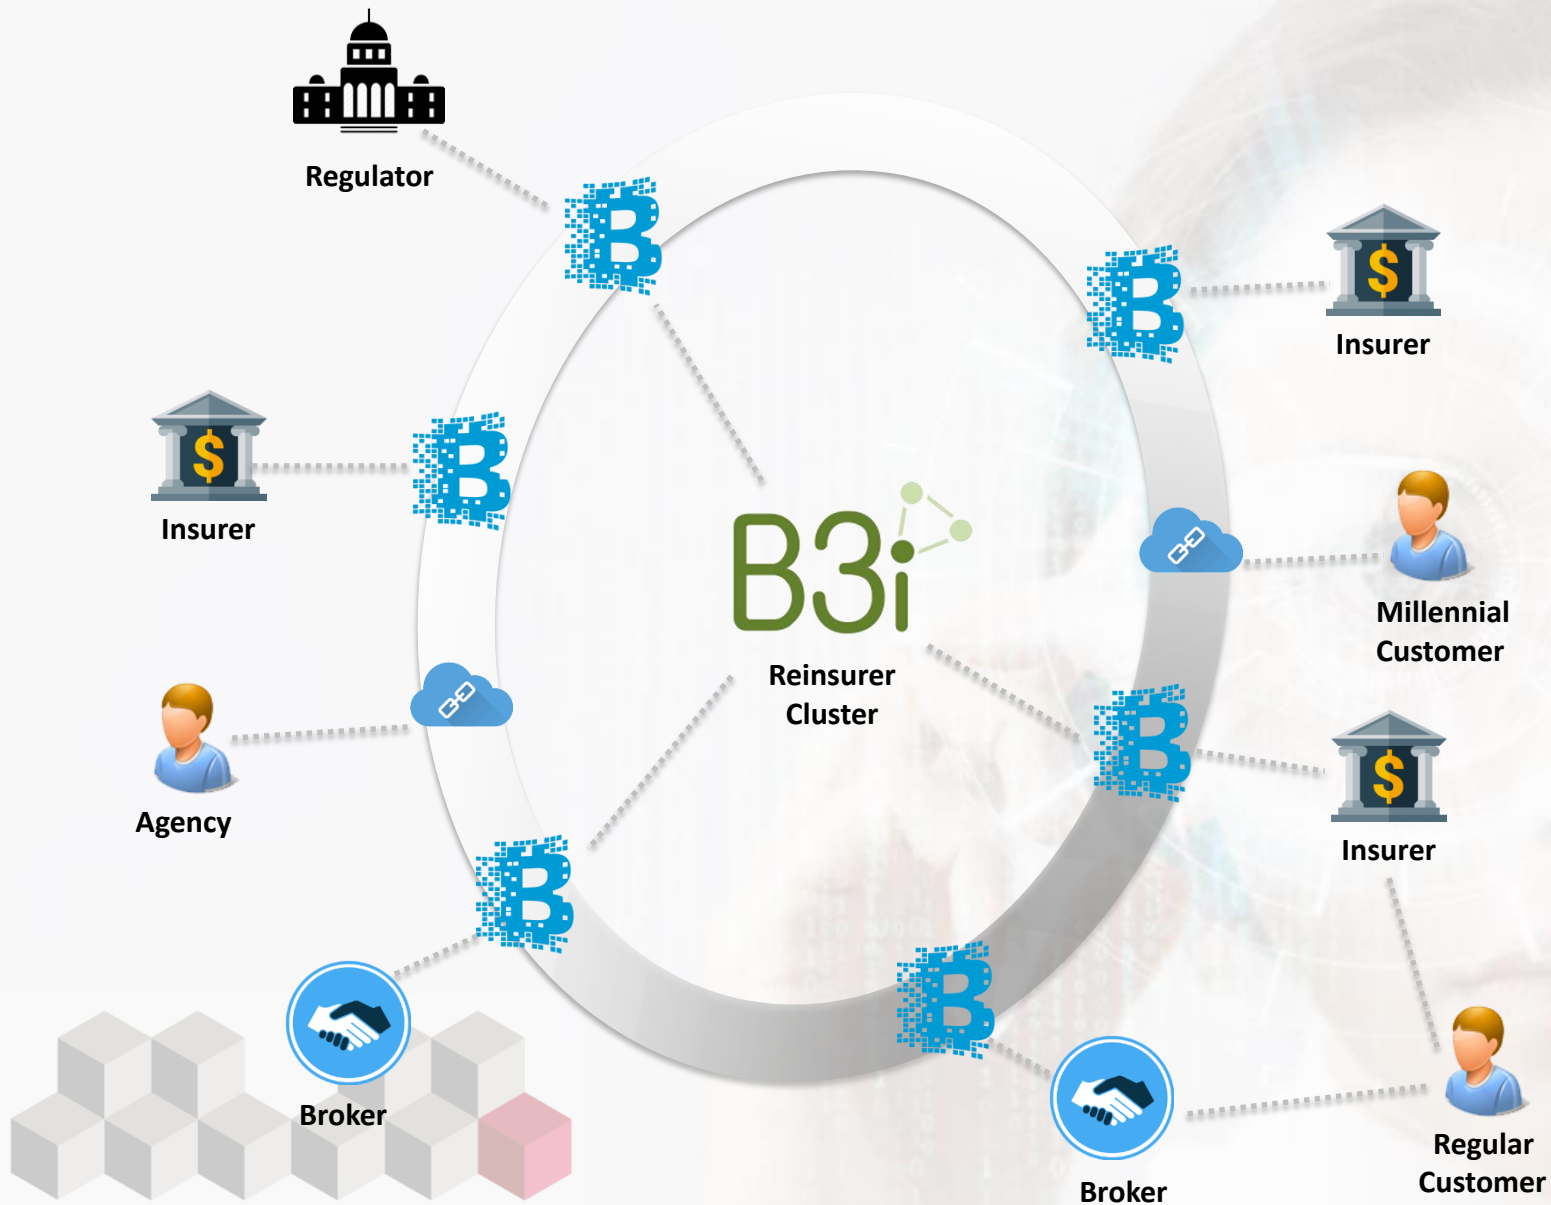 Regulator
Insurer
Insurer
B3i
Reinsurer
Cluster
Millennial
Customer
Agency
Insurer
Broker
Broker
Regular
Customer